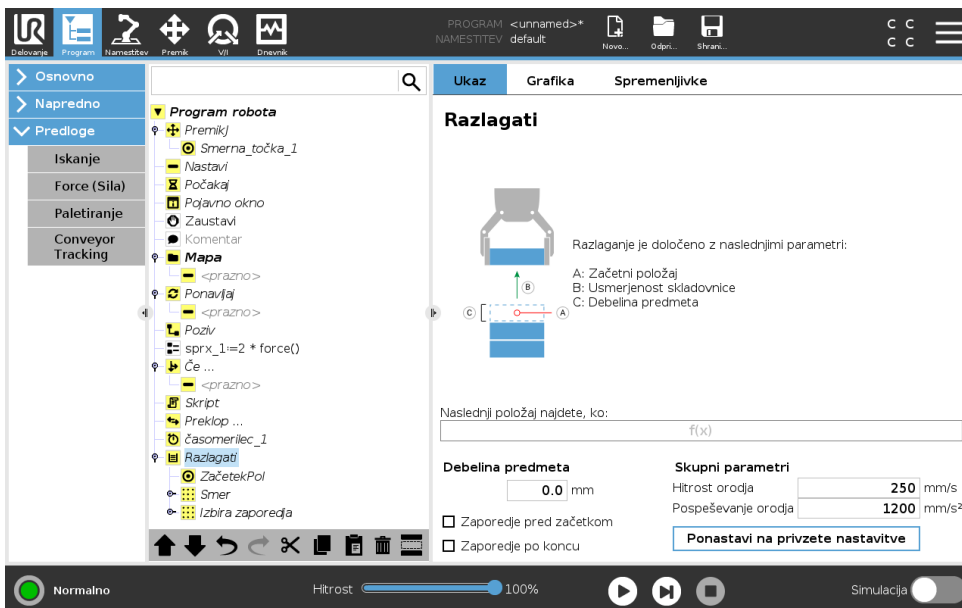 Delovanje
Program
Namestitev
Premik
V/I
Dnevnik
PROGRAM <unnamed>*
NAMESTITEV default
Novo...
Odpri...
Shrani...
C C
C C
Osnovno
Napredno
Predloge
Iskanje
Force (Sila)
Paletiranje
Conveyor
Tracking
Program robota
PremikJ
Smerna_točka_1
Nastavi
Počakaj
Pojavno okno
Zaustavi
Komentar
Mapa
<prazno>
Ponavljaj
<prazno>
Poziv
sprx_1:=2 * force()
Če ...
<prazno>
Skript
Preklop ...
časomerilec_1
Razlagati
ZačetekPol
Smer
Izbira zaporedja
Ukaz
Grafika
Spremenljivke
Razlagati
Razlaganje je določeno z naslednjimi parametri:
A: Začetni položaj
B: Usmerjenost skladovnice
C: Debelina predmeta
B
C
A
Naslednji položaj najdete, ko:
f(x)
Debelina predmeta
0.0 mm
Zaporedje pred začetkom
Zaporedje po koncu
Skupni parametri
Hitrost orodja 250 mm/s
Pospeševanje orodja 1200 mm/s²
Ponastavi na privzete nastavitve
Normalno
Hitrost 100%
Simulacija